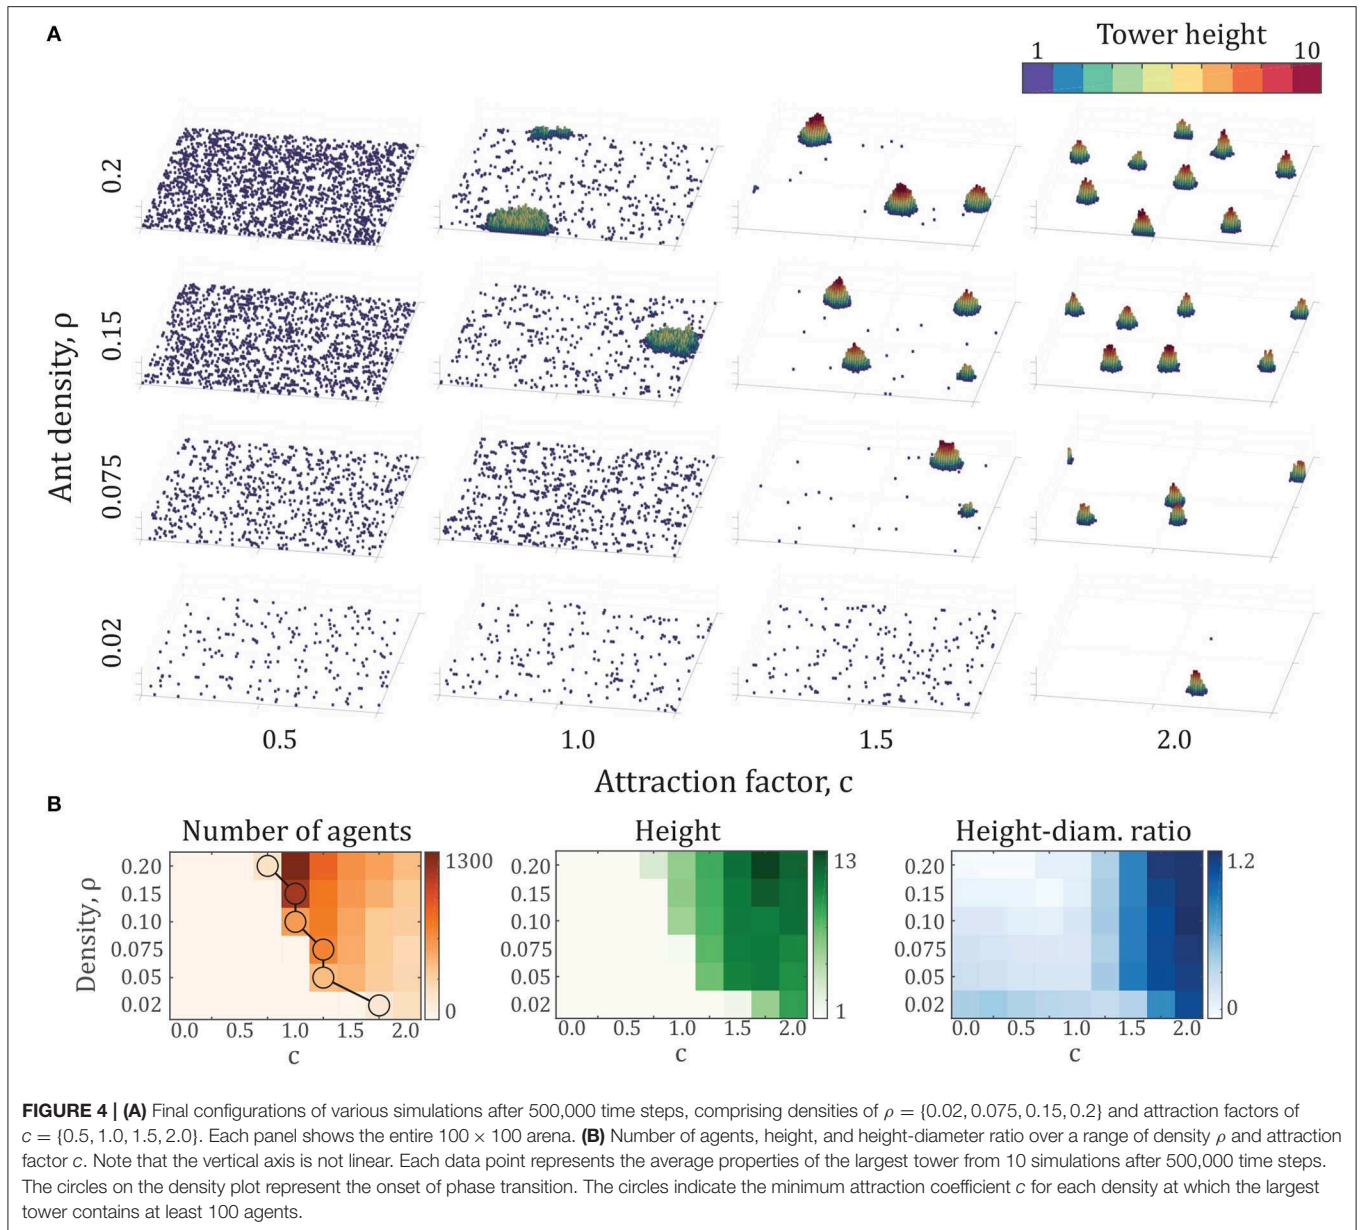 A
Tower height
1 10
Ant density, ρ
0.2
0.15
0.075
0.02
0.5 1.0 1.5 2.0
Attraction factor, c
B
Number of agents
Density, ρ
0.20
0.15
0.10
0.075
0.05
0.02
0.0 0.5 1.0 1.5 2.0
c
1300
0
Height
0.20
0.15
0.10
0.075
0.05
0.02
0.0 0.5 1.0 1.5 2.0
c
13
1
Height-diam. ratio
0.20
0.15
0.10
0.075
0.05
0.02
0.0 0.5 1.0 1.5 2.0
c
1.2
0
FIGURE 4 | (A) Final configurations of various simulations after 500,000 time steps, comprising densities of ρ = {0.02, 0.075, 0.15, 0.2} and attraction factors of
c = {0.5, 1.0, 1.5, 2.0}. Each panel shows the entire 100 × 100 arena. (B) Number of agents, height, and height-diameter ratio over a range of density ρ and attraction
factor c. Note that the vertical axis is not linear. Each data point represents the average properties of the largest tower from 10 simulations after 500,000 time steps.
The circles on the density plot represent the onset of phase transition. The circles indicate the minimum attraction coefficient c for each density at which the largest
tower contains at least 100 agents.